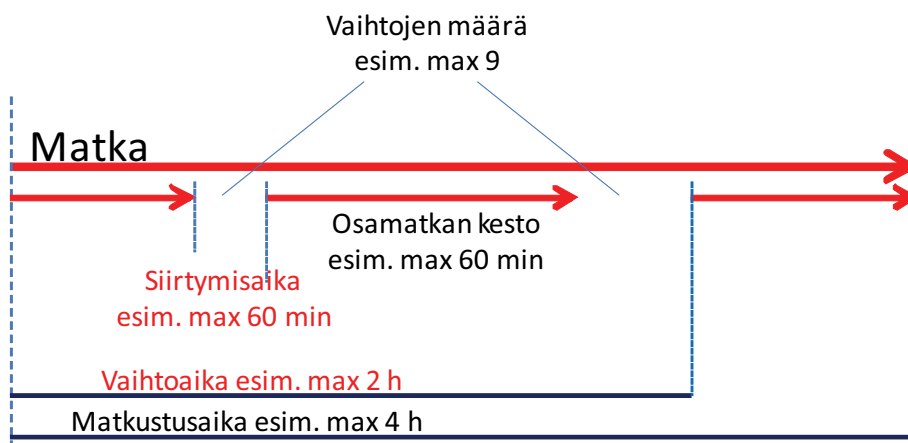 Vaihtojen määrä
esim. max 9
Matka
Osamatkan kesto
esim. max 60 min
Siirtymisaika
esim. max 60 min
Vaihtoaika esim. max 2 h
Matkustusaika esim. max 4 h